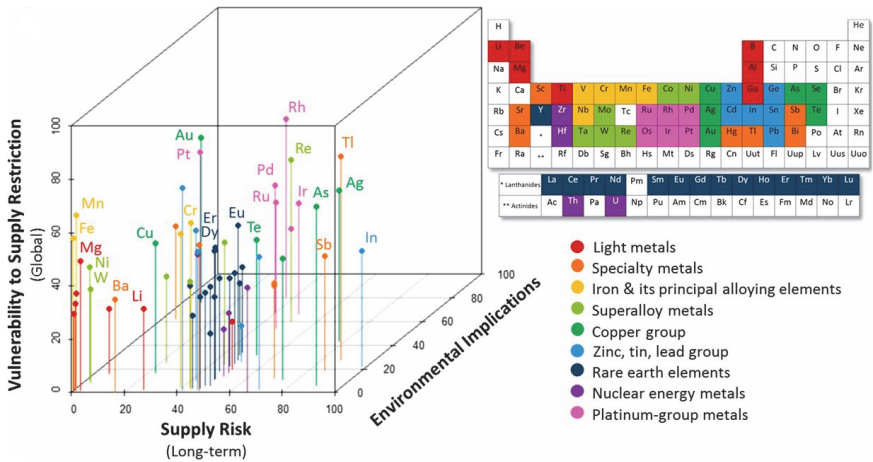 Vulnerability to Supply Restriction
(Global)
100
80
60
40
20
0
0
20
40
60
80
100
Supply Risk
(Long-term)
0
20
40
60
80
100
Environmental Implications
Rh
Au
Pt
Tl
Re
Pd
Ru
Ir
As
Ag
Mn
Fe
Mg
Ni
W
Cu
Cr
Er
Dy
Eu
Te
Sb
In
Ba
Li
H He
Li Be B C N O F Ne
Na Mg Al Si P S Cl Ar
K Ca Sc Ti V Cr Mn Fe Co Ni Cu Zn Ga Ge As Se Br Kr
Rb Sr Y Zr Nb Mo Tc Ru Rh Pd Ag Cd In Sn Sb Te I Xe
Cs Ba * Hf Ta W Re Os Ir Pt Au Hg Tl Pb Bi Po At Rn
Fr Ra ** Rf Db Sg Bh Hs Mt Ds Rg Cn Uut Fl Uup Lv Uus Uuo
* Lanthanides La Ce Pr Nd Pm Sm Eu Gd Tb Dy Ho Er Tm Yb Lu
** Actinides Ac Th Pa U Np Pu Am Cm Bk Cf Es Fm Md No Lr
Light metals
Specialty metals
Iron & its principal alloying elements
Superalloy metals
Copper group
Zinc, tin, lead group
Rare earth elements
Nuclear energy metals
Platinum-group metals